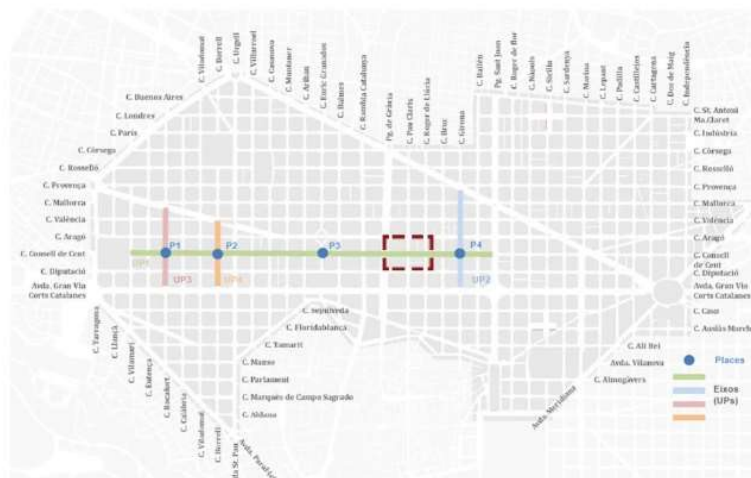 C. Viladomat
C. Borrell
C. Urgell
C. Villarroel
C. Casanova
C. Muntaner
C. Aribau
C. Enric Granados
C. Balmes
C. Rambla Catalunya
Pg. de Gràcia
C. Pau Claris
C. Roger de Llúria
C. Bruc
C. Girona
C. Bailén
Pg. Sant Joan
C. Roger de flor
C. Nàpols
C. Sicília
C. Sardenya
C. Marina
C. Lepant
C. Padilla
C. Castillejos
C. Cartagena
C. Dos de Maig
C. Independència
C. Buenos Aires
C. Londres
C. París
C. Còrsega
C. Rosselló
C. Provença
C. Mallorca
C. València
C. Aragó
C. Consell de Cent
C. Diputació
Avda. Gran Via
Corts Catalanes
C. St. Antoni
Ma. Claret
C. Indústria
C. Còrsega
C. Rosselló
C. Provença
C. Mallorca
C. València
C. Aragó
C. Consell
de Cent
C. Diputació
Avda. Gran Via
Corts Catalanes
C. Casp
C. Ausiàs March
P1
P2
P3
P4
UP1
UP3
UP4
UP2
C. Tarragona
C. Llançà
C. Vilamarí
C. Entença
C. Rocafort
C. Calàbria
C. Viladomat
C. Borrell
C. Sepúlveda
C. Floridablanca
C. Tamarit
C. Manso
C. Parlament
C. Marquès de Campo Sagrado
C. Aldana
C. Alí Bei
Avda. Vilanova
C. Almogàvers
Avda. Meridiana
Places
Eixos
(UPs)